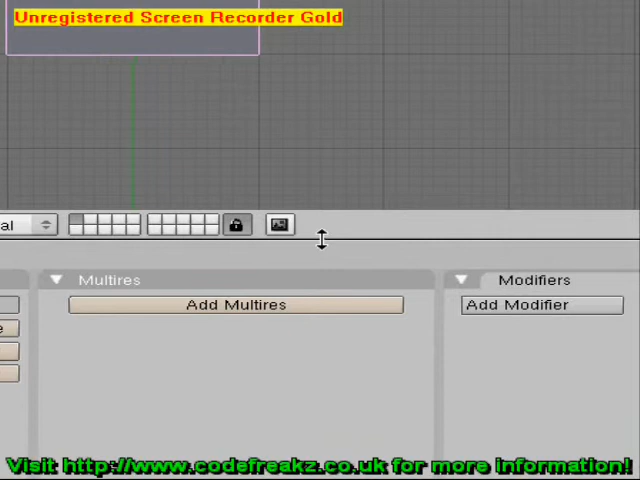 Unregistered Screen Recorder Gold
al
Multires
Modifiers
Add Multires
Add Modifier
e
Visit http://www.codefreakz.co.uk for more information!